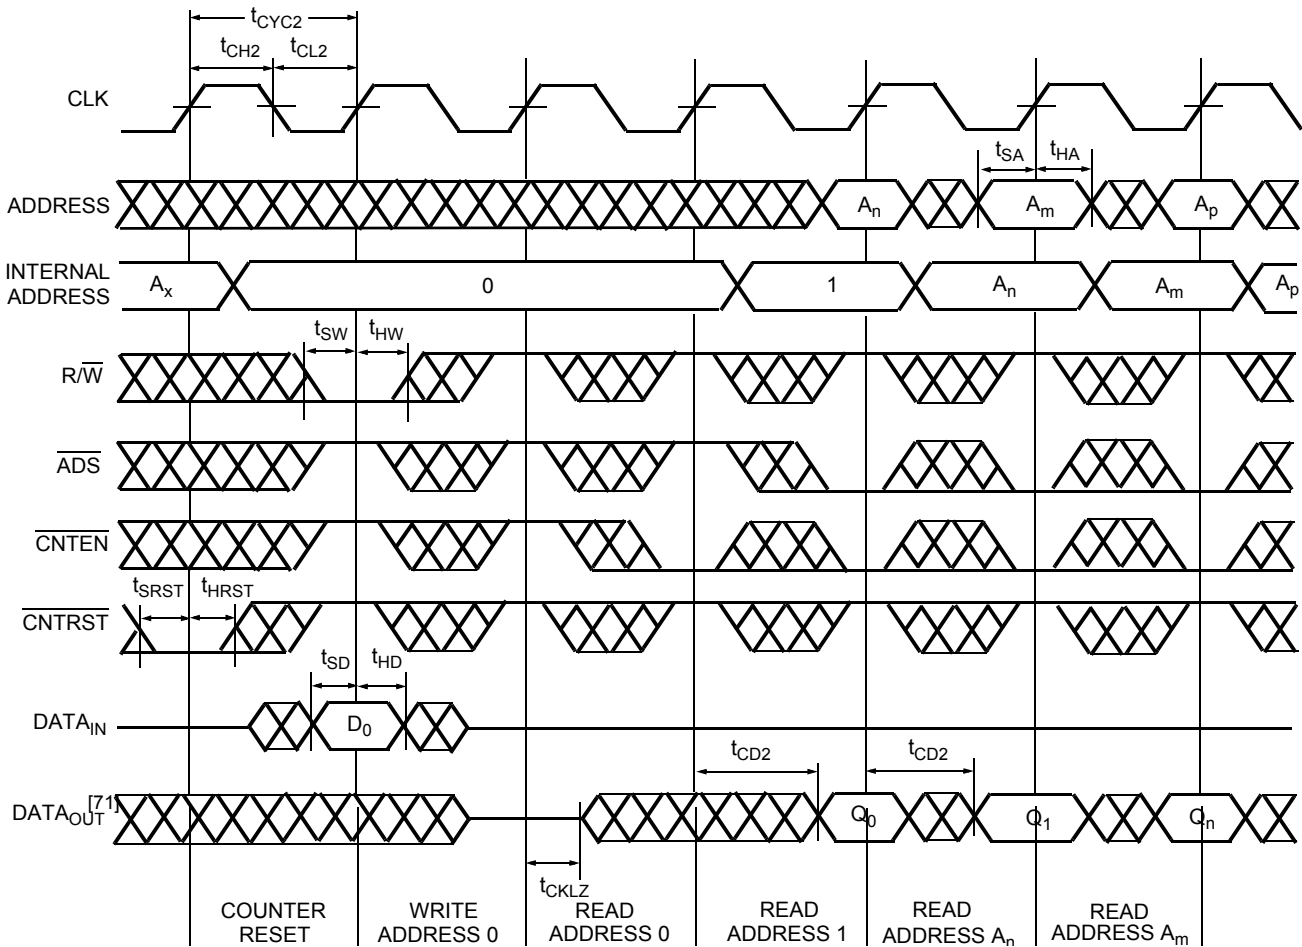 tCYC2
tCH2 tCL2
CLK
tSA tHA
ADDRESS An Am Ap
INTERNAL
ADDRESS Ax 0 1 An Am Ap
tSW tHW
R/W
ADS
CNTEN
tSRST tHRST
CNTRST
tSD tHD
DATAIN D0
tCD2 tCD2
DATAOUT[71] Q0 Q1 Qn
tCKLZ
COUNTER
RESET
WRITE
ADDRESS 0
READ
ADDRESS 0
READ
ADDRESS 1
READ
ADDRESS An
READ
ADDRESS Am